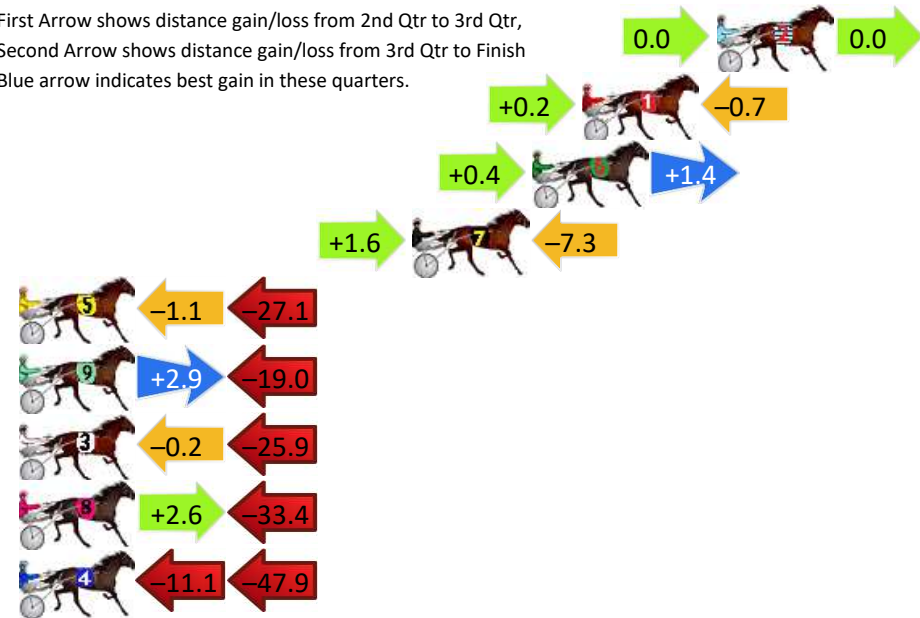 First Arrow shows distance gain/loss from 2nd Qtr to 3rd Qtr,
Second Arrow shows distance gain/loss from 3rd Qtr to Finish
Blue arrow indicates best gain in these quarters.
0.0 2 0.0
+0.2 1 –0.7
+0.4 +1.4
+1.6 7 –7.3
5 –1.1 –27.1
9 +2.9 –19.0
3 –0.2 –25.9
8 +2.6 –33.4
4 –11.1 –47.9